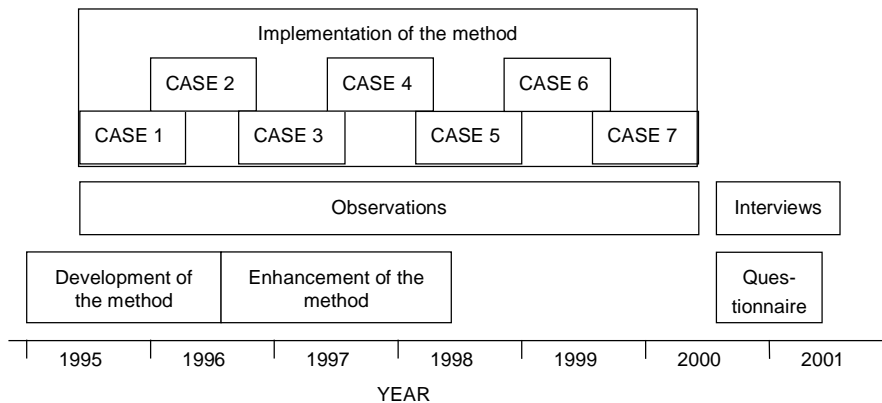 Implementation of the method
CASE 2 CASE 4 CASE 6
CASE 1 CASE 3 CASE 5 CASE 7
Observations Interviews
Development of
the method
Enhancement of the
method
Ques-
tionnaire
1995 1996 1997 1998 1999 2000 2001
YEAR